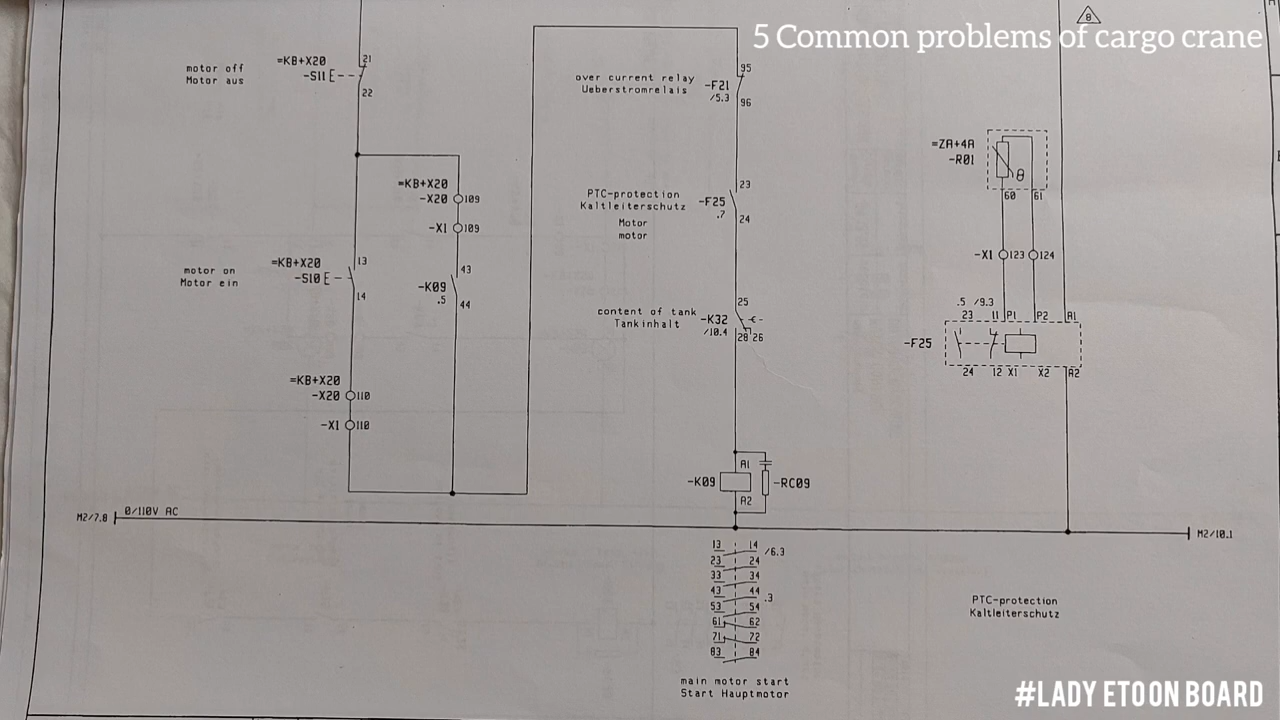 5 Common problems of cargo crane
8
motor off
Motor aus
=KB+X20
-S11 E
21
22
=KB+X20
-X20 109
-X1 109
motor on
Motor ein
=KB+X20
-S10 E
13
14
-K09
.5
43
44
=KB+X20
-X20 110
-X1 110
over current relay
Ueberstromrelais
-F21
/5.3
95
96
PTC-protection
Kaltleiterschutz
Motor
motor
-F25
.7
23
24
content of tank
Tankinhalt
-K32
/10.4
25
28 26
-K09
A1
A2
-RC09
=ZA+4A
-R01
θ
60 61
-X1 123 124
.5 /9.3
23 11 P1 P2 A1
-F25
24 12 X1 X2 A2
M2/7.8
0/110V AC
M2/10.1
13 14 /6.3
23 24
33 34
43 44 .3
53 54
61 62
71 72
83 84
main motor start
Start Hauptmotor
PTC-protection
Kaltleiterschutz
#LADY ETOON BOARD